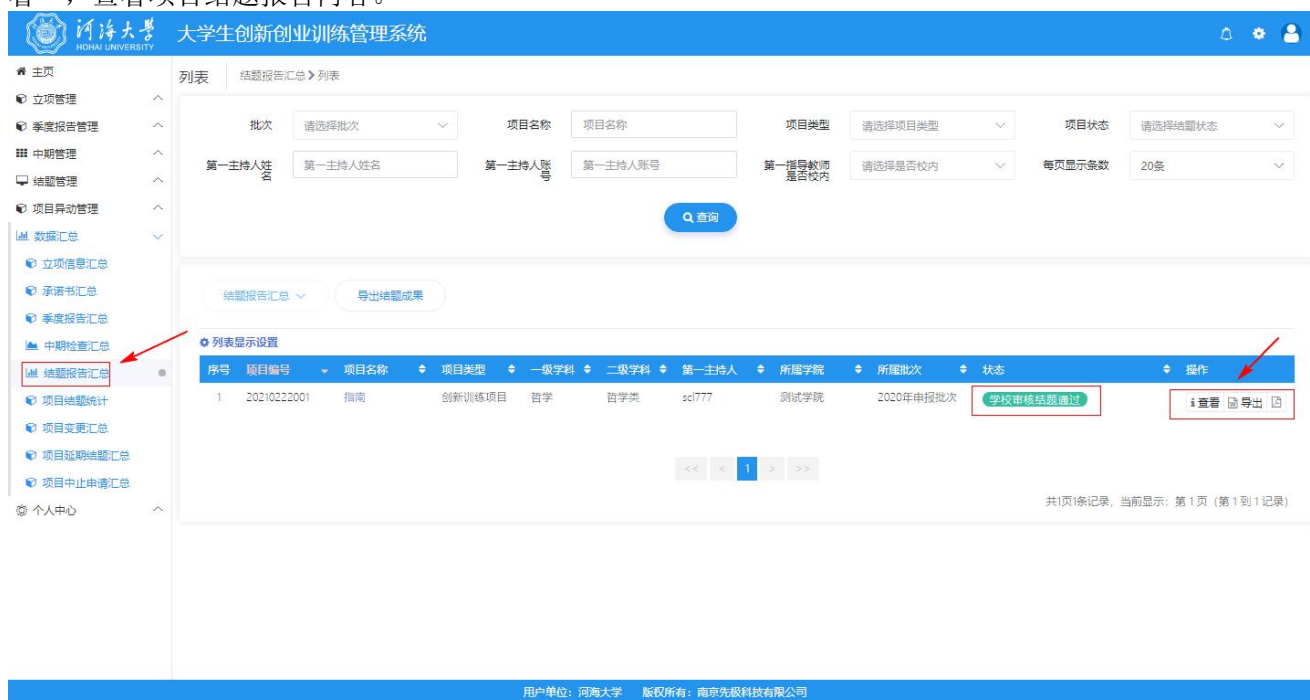 看”，查看项目结题报告内容。
河海大学 HOHAI UNIVERSITY 大学生创新创业训练管理系统
主页
立项管理
季度报告管理
中期管理
结题管理
项目异动管理
数据汇总
立项信息汇总
承诺书汇总
季度报告汇总
中期检查汇总
结题报告汇总
项目结题统计
项目变更汇总
项目延期结题汇总
项目中止申请汇总
个人中心
列表 结题报告汇总 > 列表
批次 请选择批次 项目名称 项目名称 项目类型 请选择项目类型 项目状态 请选择结题状态
第一主持人姓名 第一主持人姓名 第一主持人账号 第一主持人账号 第一指导教师是否校内 请选择是否校内 每页显示条数 20条
查询
结题报告汇总 导出结题成果
列表显示设置
序号 项目编号 项目名称 项目类型 一级学科 二级学科 第一主持人 所属学院 所属批次 状态 操作
1 20210222001 指南 创新训练项目 哲学 哲学类 scl777 测试学院 2020年申报批次 学校审核结题通过 查看 导出
<< < 1 > >>
共1页1条记录，当前显示：第 1 页（第 1 到 1 记录）
用户单位：河海大学 版权所有：南京先极科技有限公司